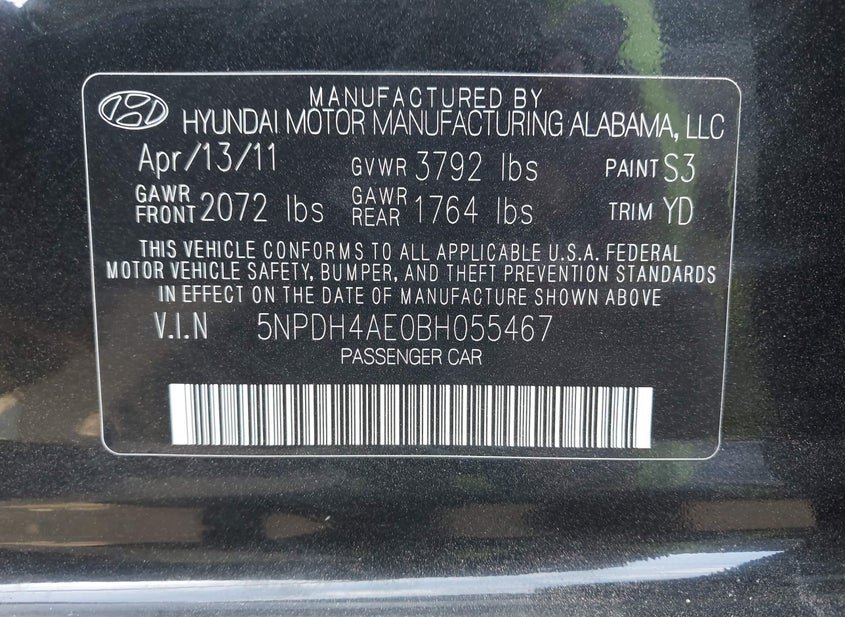 MANUFACTURED BY
HYUNDAI MOTOR MANUFACTURING ALABAMA, LLC
Apr/13/11 GVWR 3792 lbs PAINT S3
GAWR FRONT 2072 lbs GAWR REAR 1764 lbs TRIM YD
THIS VEHICLE CONFORMS TO ALL APPLICABLE U.S.A. FEDERAL
MOTOR VEHICLE SAFETY, BUMPER, AND THEFT PREVENTION STANDARDS
IN EFFECT ON THE DATE OF MANUFACTURE SHOWN ABOVE
V.I.N 5NPDH4AE0BH055467
PASSENGER CAR